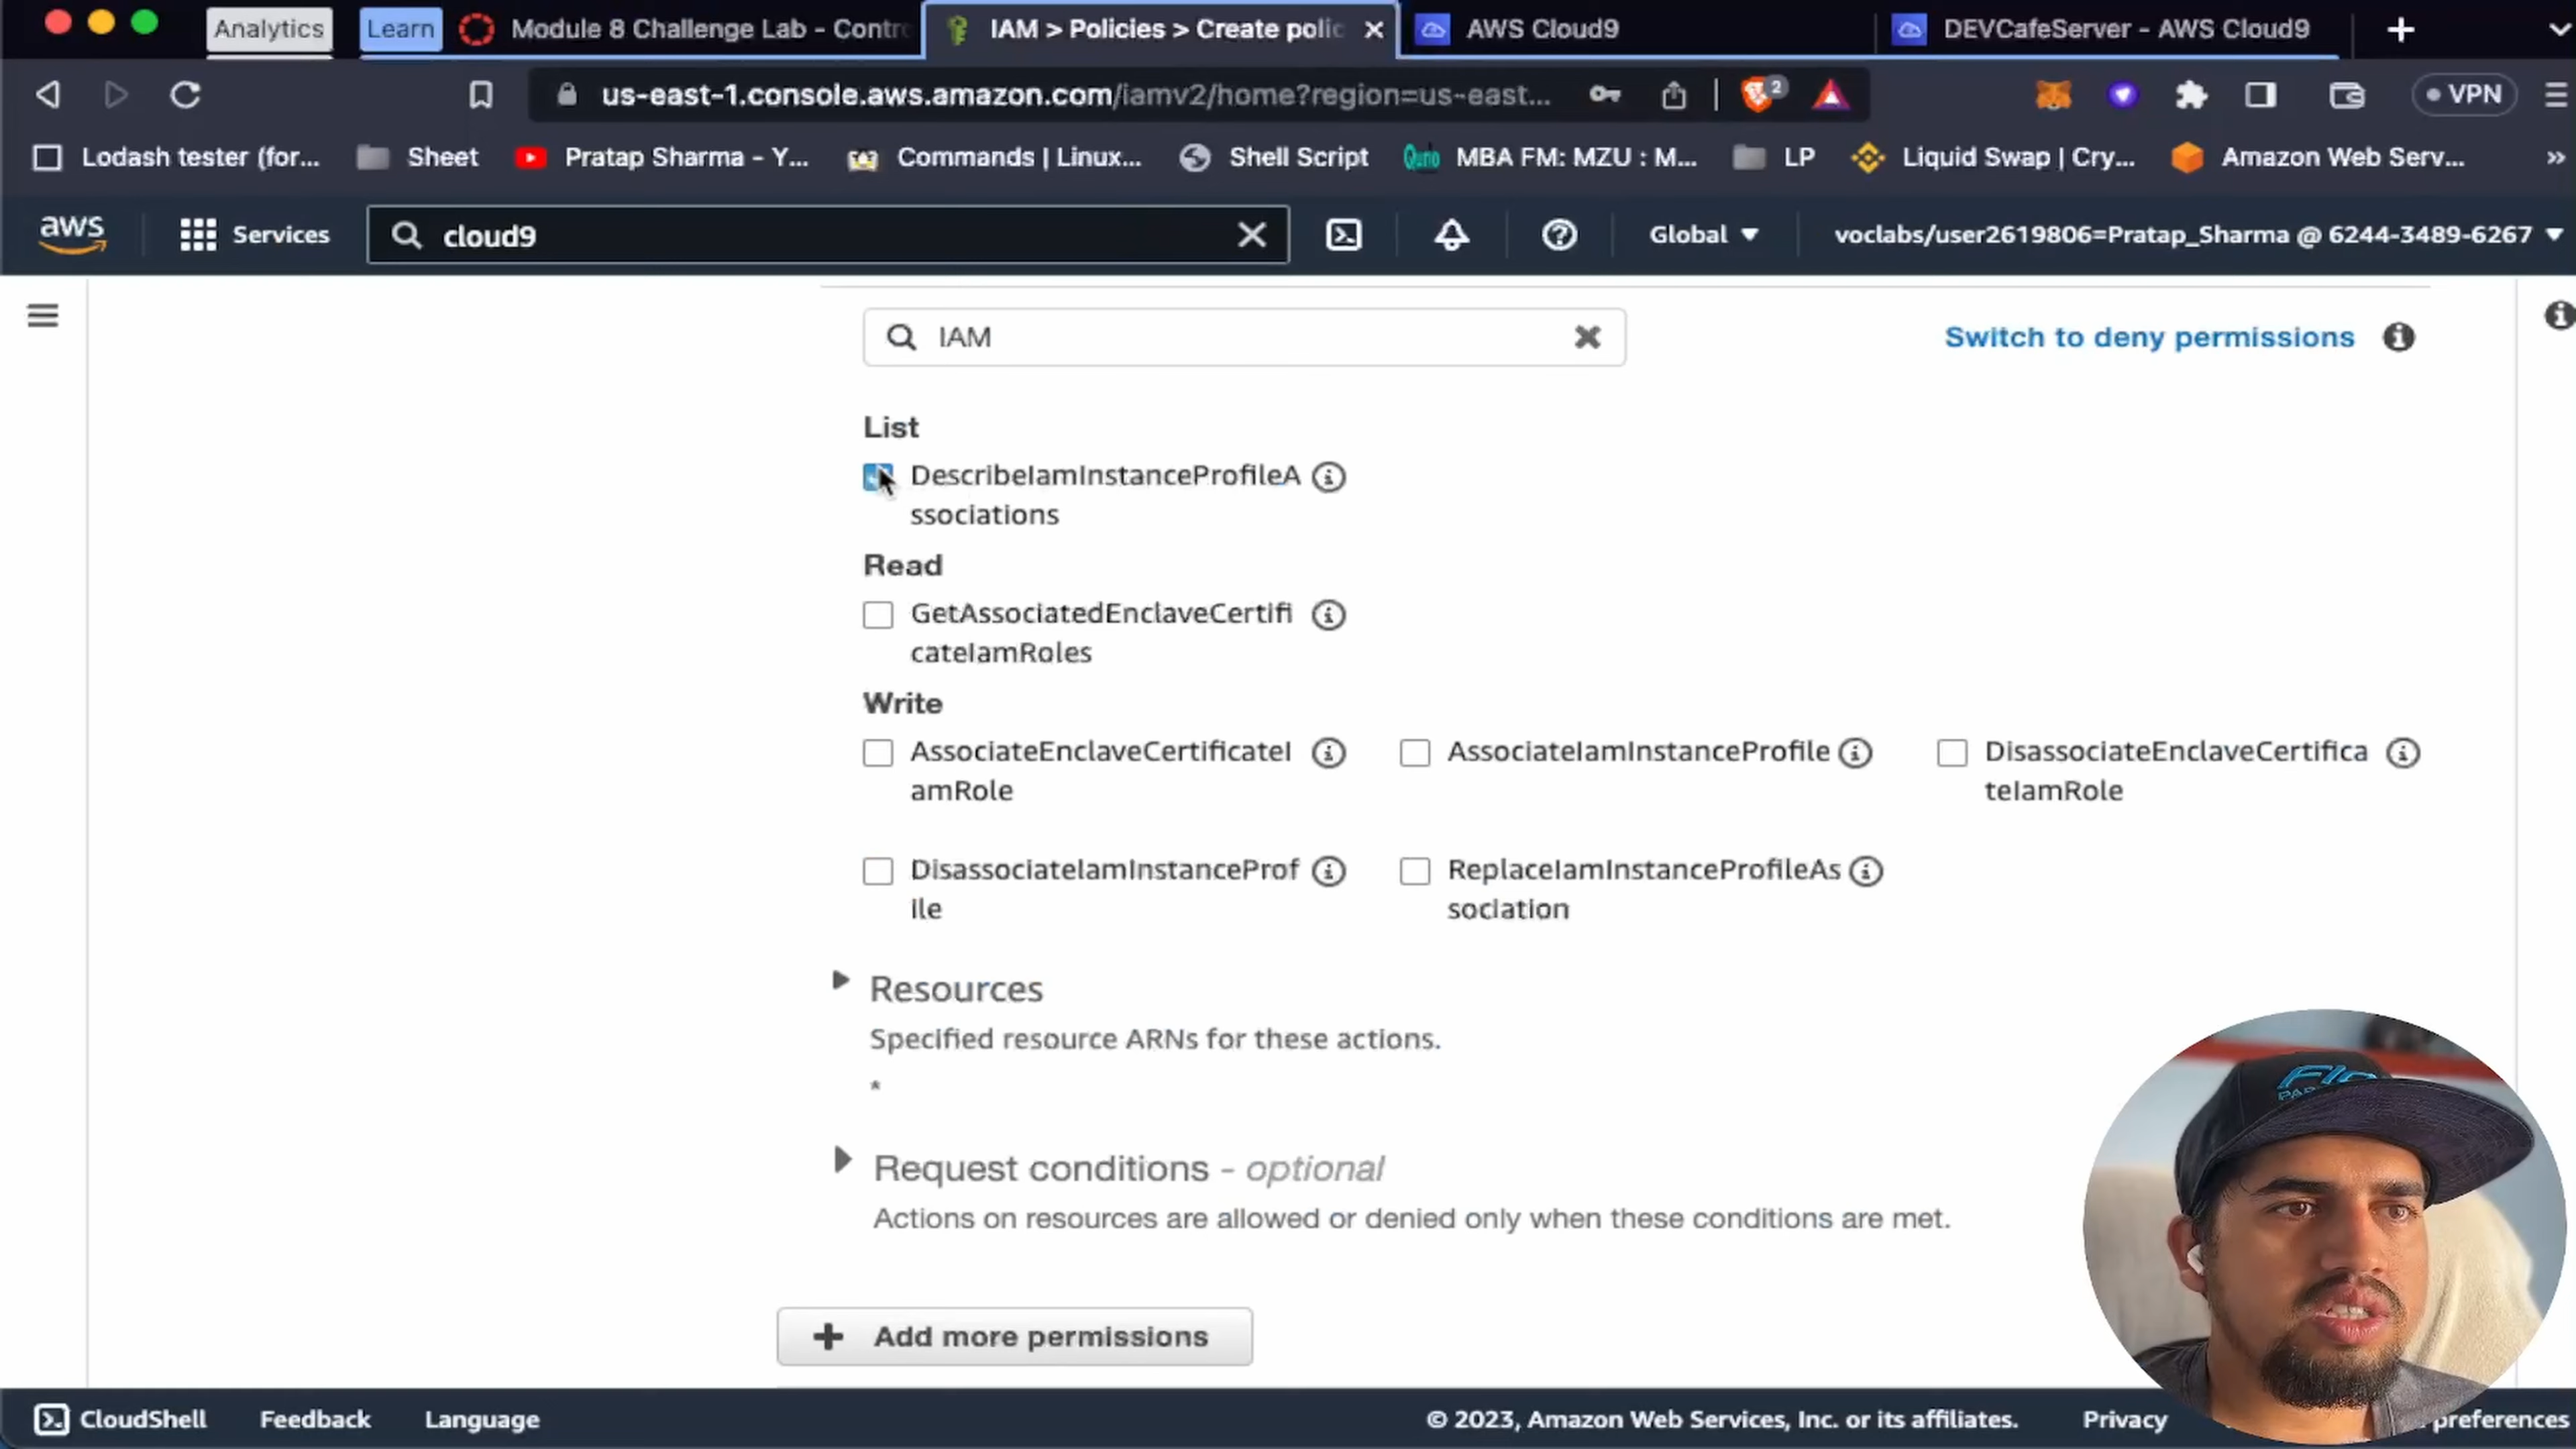 Analytics Learn Module 8 Challenge Lab - Contro IAM > Policies > Create polic AWS Cloud9 DEVCafeServer - AWS Cloud9
us-east-1.console.aws.amazon.com/iamv2/home?region=us-east... 2 VPN
Lodash tester (for... Sheet Pratap Sharma - Y... Commands | Linux... Shell Script MBA FM: MZU : M... LP Liquid Swap | Cry... Amazon Web Serv... »
aws Services cloud9 Global voclabs/user2619806=Pratap_Sharma @ 6244-3489-6267
IAM Switch to deny permissions
List
DescribeIamInstanceProfileA
ssociations
Read
GetAssociatedEnclaveCertifi
cateIamRoles
Write
AssociateEnclaveCertificateI AssociateIamInstanceProfile DisassociateEnclaveCertifica
amRole teIamRole
DisassociateIamInstanceProf ReplaceIamInstanceProfileAs
ile sociation
Resources
Specified resource ARNs for these actions.
*
Request conditions - optional
Actions on resources are allowed or denied only when these conditions are met.
+ Add more permissions
CloudShell Feedback Language © 2023, Amazon Web Services, Inc. or its affiliates. Privacy preferences